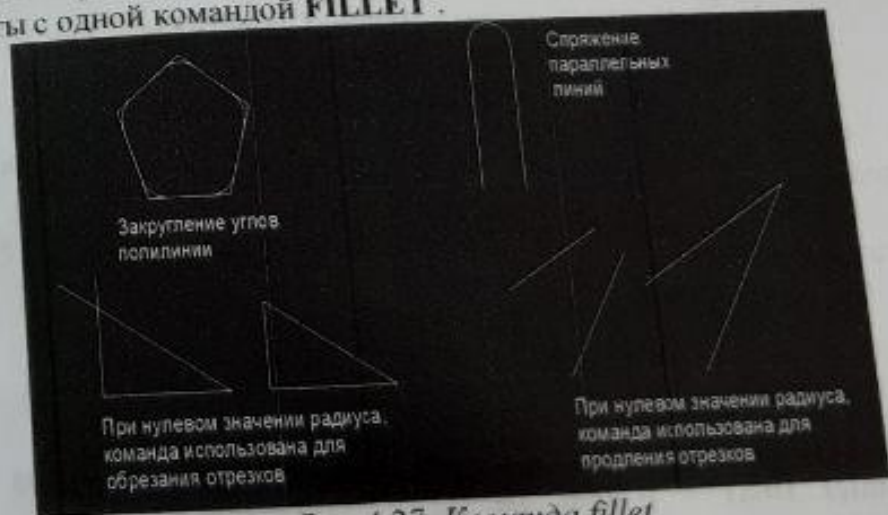 с одной командой FILLET .
Спряжение
параллельных
линий
Закругление углов
полилинии
При нулевом значении радиуса,
команда использована для
обрезания отрезков
При нулевом значении радиуса,
команда использована для
продления отрезков
Команда fillet